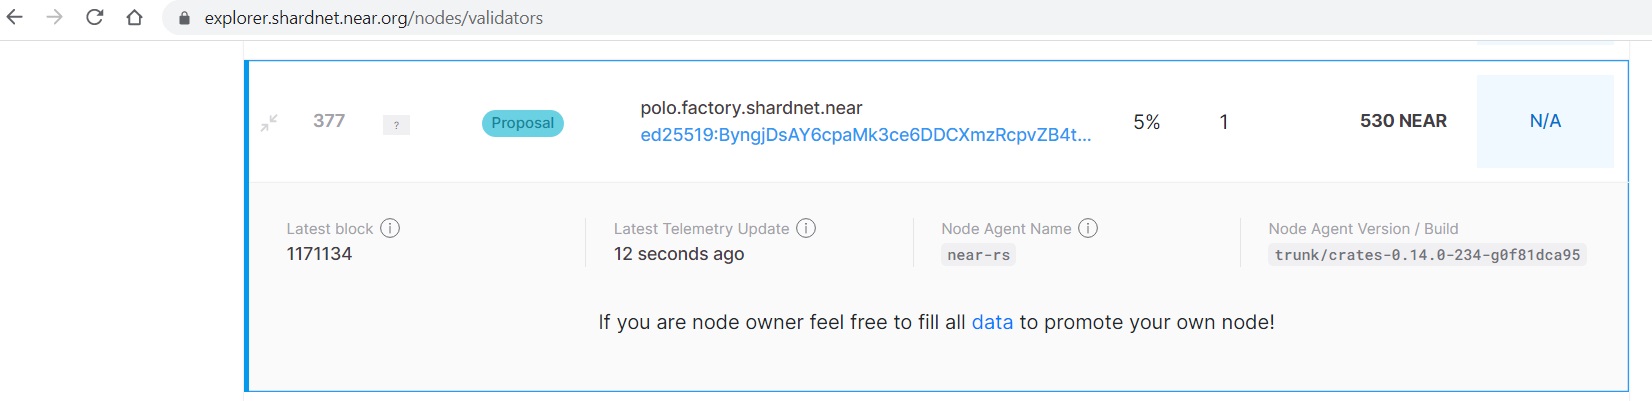 explorer.shardnet.near.org/nodes/validators
377 ? Proposal polo.factory.shardnet.near 5% 1 530 NEAR N/A
ed25519:ByngjDsAY6cpaMk3ce6DDCXmzRcpvZB4t...
Latest block i Latest Telemetry Update i Node Agent Name i Node Agent Version / Build
1171134 12 seconds ago near-rs trunk/crates-0.14.0-234-g0f81dca95
If you are node owner feel free to fill all data to promote your own node!